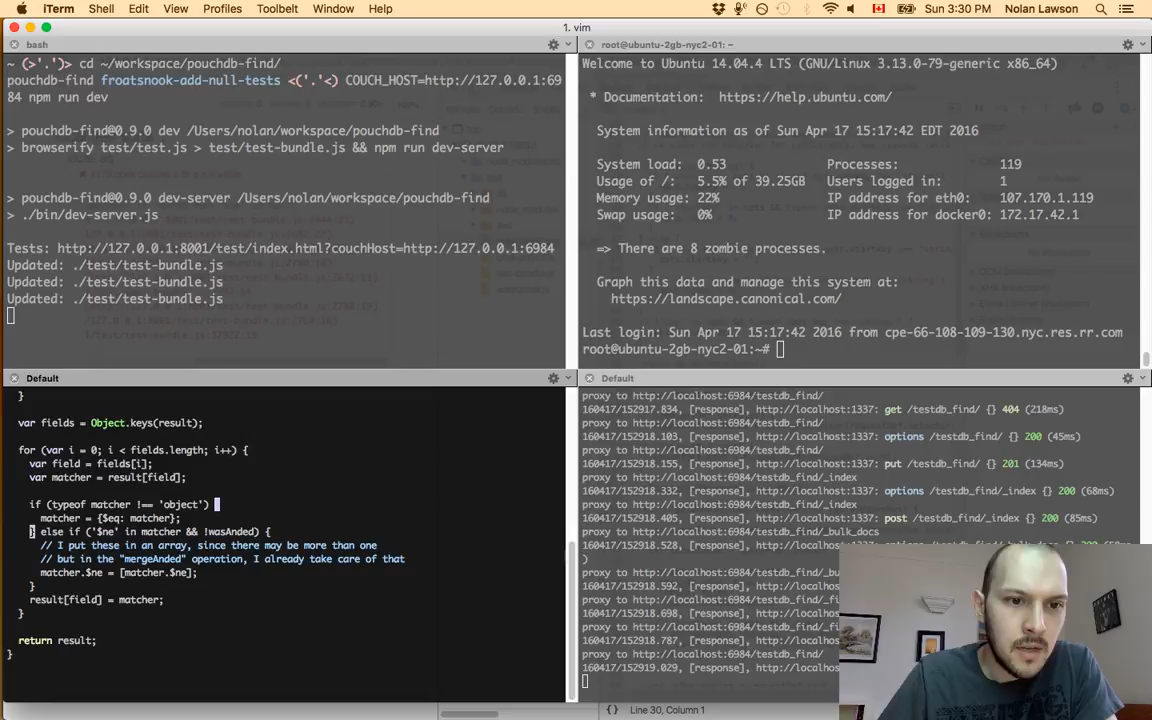 iTerm Shell Edit View Profiles Toolbelt Window Help Sun 3:30 PM Nolan Lawson
1. vim
bash
~ (>'.')> cd ~/workspace/pouchdb-find/
pouchdb-find froatsnook-add-null-tests <('.'<) COUCH_HOST=http://127.0.0.1:69
84 npm run dev
> pouchdb-find@0.9.0 dev /Users/nolan/workspace/pouchdb-find
> browserify test/test.js > test/test-bundle.js && npm run dev-server
> pouchdb-find@0.9.0 dev-server /Users/nolan/workspace/pouchdb-find
> ./bin/dev-server.js
Tests: http://127.0.0.1:8001/test/index.html?couchHost=http://127.0.0.1:6984
Updated: ./test/test-bundle.js
Updated: ./test/test-bundle.js
Updated: ./test/test-bundle.js
root@ubuntu-2gb-nyc2-01: ~
Welcome to Ubuntu 14.04.4 LTS (GNU/Linux 3.13.0-79-generic x86_64)
* Documentation: https://help.ubuntu.com/
System information as of Sun Apr 17 15:17:42 EDT 2016
System load: 0.53 Processes: 119
Usage of /: 5.5% of 39.25GB Users logged in: 1
Memory usage: 22% IP address for eth0: 107.170.1.119
Swap usage: 0% IP address for docker0: 172.17.42.1
=> There are 8 zombie processes.
Graph this data and manage this system at:
https://landscape.canonical.com/
Last login: Sun Apr 17 15:17:42 2016 from cpe-66-108-109-130.nyc.res.rr.com
root@ubuntu-2gb-nyc2-01:~#
Default
}
var fields = Object.keys(result);
for (var i = 0; i < fields.length; i++) {
var field = fields[i];
var matcher = result[field];
if (typeof matcher !== 'object')
matcher = {$eq: matcher};
} else if ('$ne' in matcher && !wasAnded) {
// I put these in an array, since there may be more than one
// but in the "mergeAnded" operation, I already take care of that
matcher.$ne = [matcher.$ne];
}
result[field] = matcher;
}
return result;
}
Default
proxy to http://localhost:6984/testdb_find/
160417/152917.834, [response], http://localhost:1337: get /testdb_find/ {} 404 (218ms)
proxy to http://localhost:6984/testdb_find/
160417/152918.103, [response], http://localhost:1337: options /testdb_find/ {} 200 (45ms)
proxy to http://localhost:6984/testdb_find/
160417/152918.155, [response], http://localhost:1337: put /testdb_find/ {} 201 (134ms)
proxy to http://localhost:6984/testdb_find/_index
160417/152918.332, [response], http://localhost:1337: options /testdb_find/_index {} 200 (68ms)
proxy to http://localhost:6984/testdb_find/_index
160417/152918.405, [response], http://localhost:1337: post /testdb_find/_index {} 200 (85ms)
proxy to http://localhost:6984/testdb_find/_bulk_docs
160417/152918.528, [response], http://localhost:1337: options /testdb_find/
)
proxy to http://localhost:6984/testdb_find/_bu
160417/152918.592, [response], http://localhos
proxy to http://localhost:6984/testdb_find/_fi
160417/152918.698, [response], http://localhos
proxy to http://localhost:6984/testdb_find/_fi
160417/152918.787, [response], http://localhos
proxy to http://localhost:6984/testdb_find/
160417/152919.029, [response], http://localhos
{} Line 30, Column 1